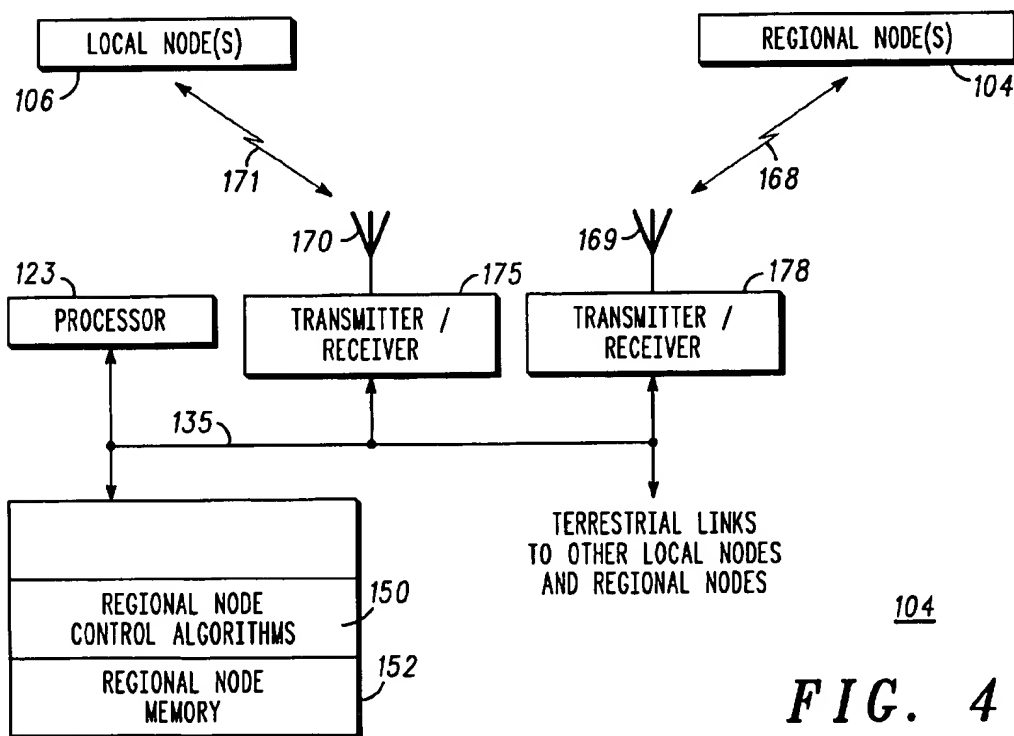 LOCAL NODE(S)
REGIONAL NODE(S)
106
104
171
168
170
169
123
175
178
PROCESSOR
TRANSMITTER /
RECEIVER
TRANSMITTER /
RECEIVER
135
TERRESTRIAL LINKS
TO OTHER LOCAL NODES
AND REGIONAL NODES
REGIONAL NODE
CONTROL ALGORITHMS
150
104
REGIONAL NODE
MEMORY
152
FIG. 4